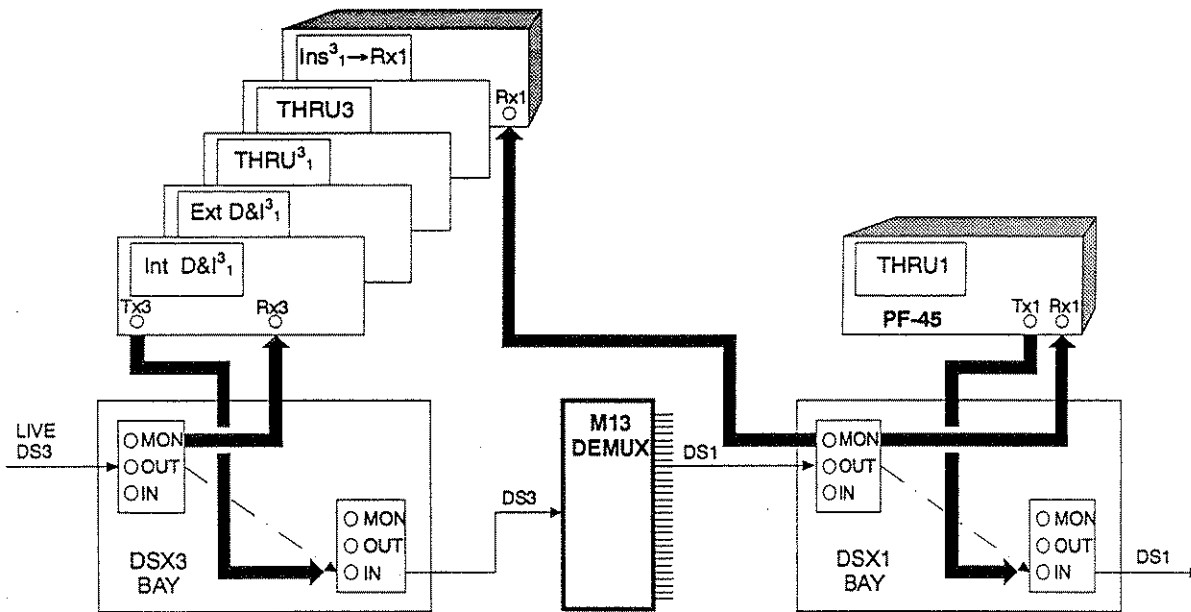 Ins³₁→Rx1
Rx1
THRU3
THRU³₁
Ext D&I³₁
Int D&I³₁
Tx3
Rx3
THRU1
Tx1
Rx1
PF-45
LIVE
DS3
MON
OUT
IN
MON
OUT
IN
DSX3
BAY
DS3
M13
DEMUX
DS1
MON
OUT
IN
MON
OUT
IN
DSX1
BAY
DS1